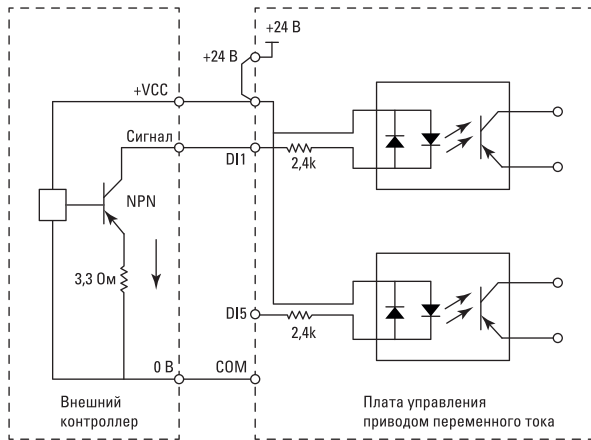 +24 В
+24 В
+VCC
Сигнал
DI1
2,4k
NPN
3,3 Ом
DI5
2,4k
0 В
COM
Внешний
контроллер
Плата управления
приводом переменного тока